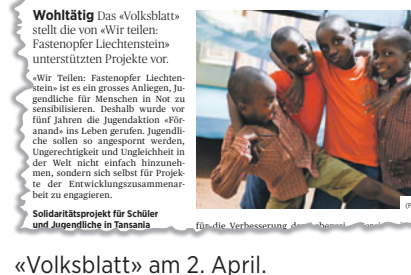 Wohltätig Das «Volksblatt»
stellt die von «Wir teilen:
Fastenopfer Liechtenstein»
unterstützten Projekte vor.
«Wir Teilen: Fastenopfer Liechten-
stein» ist es ein grosses Anliegen, Ju-
gendliche für Menschen in Not zu
sensibilisieren. Deshalb wurde vor
fünf Jahren die Jugendaktion «För-
anand» ins Leben gerufen. Jugendli-
che sollen so angespornt werden,
Ungerechtigkeit und Ungleichheit in
der Welt nicht einfach hinzuneh-
men, sondern sich selbst für Projek-
te der Entwicklungszusammenar-
beit zu engagieren.
Solidaritätsprojekt für Schüler
und Jugendliche in Tansania
(F
für die Verbesserung der
«Volksblatt» am 2. April.